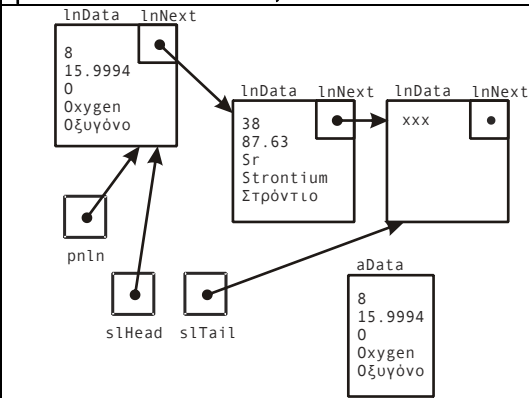 lnData lnNext
8
15.9994
O
Oxygen
Οξυγόνο
lnData lnNext
38
87.63
Sr
Strontium
Στρόντιο
lnData lnNext
xxx
pnln
slHead
slTail
aData
8
15.9994
O
Oxygen
Οξυγόνο